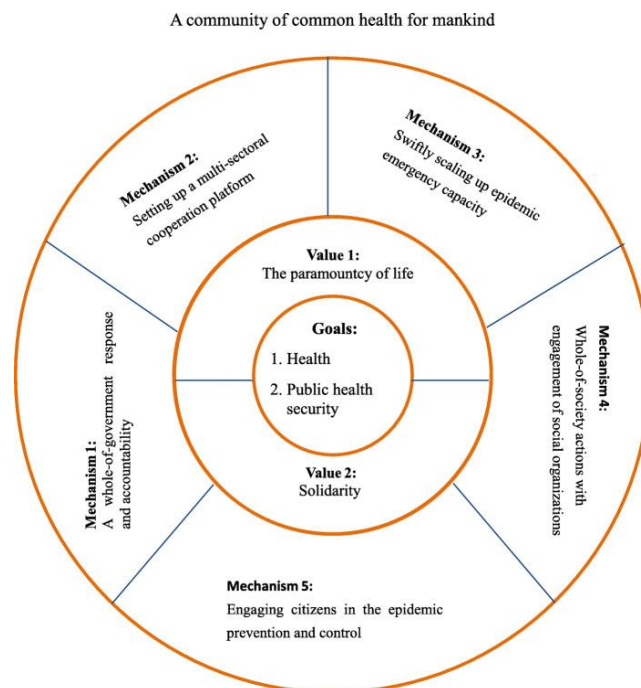 A community of common health for mankind
Mechanism 1:
A whole-of-government response
and accountability
Mechanism 2:
Setting up a multi-sectoral
cooperation platform
Mechanism 3:
Swiftly scaling up epidemic
emergency capacity
Mechanism 4:
Whole-of-society actions with
engagement of social organizations
Mechanism 5:
Engaging citizens in the epidemic
prevention and control
Value 1:
The paramountcy of life
Goals:
1. Health
2. Public health
security
Value 2:
Solidarity